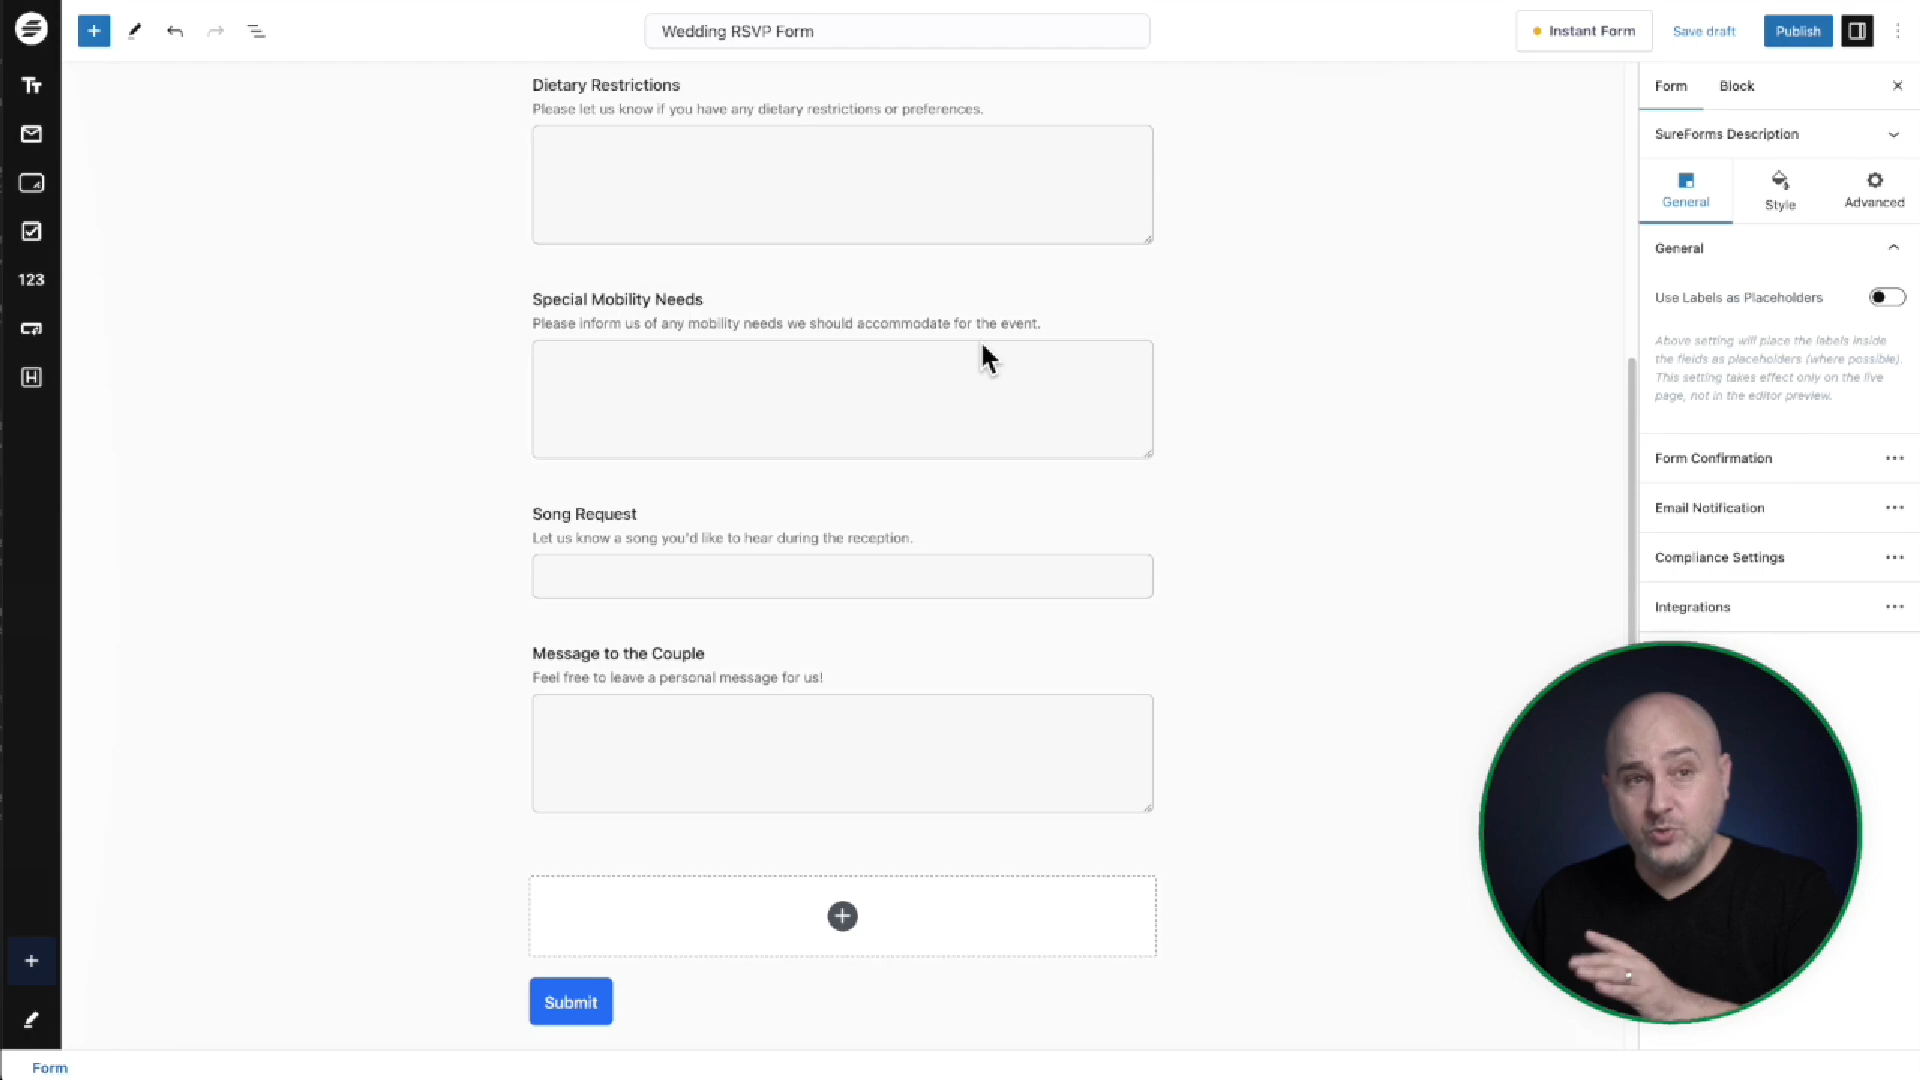 Wedding RSVP Form
Instant Form
Save draft
Publish
Tт
123
H
Dietary Restrictions
Please let us know if you have any dietary restrictions or preferences.
Special Mobility Needs
Please inform us of any mobility needs we should accommodate for the event.
Song Request
Let us know a song you'd like to hear during the reception.
Message to the Couple
Feel free to leave a personal message for us!
Submit
Form
Block
SureForms Description
General
Style
Advanced
General
Use Labels as Placeholders
Above setting will place the labels inside
the fields as placeholders (where possible).
This setting takes effect only on the live
page, not in the editor preview.
Form Confirmation
Email Notification
Compliance Settings
Integrations
Form